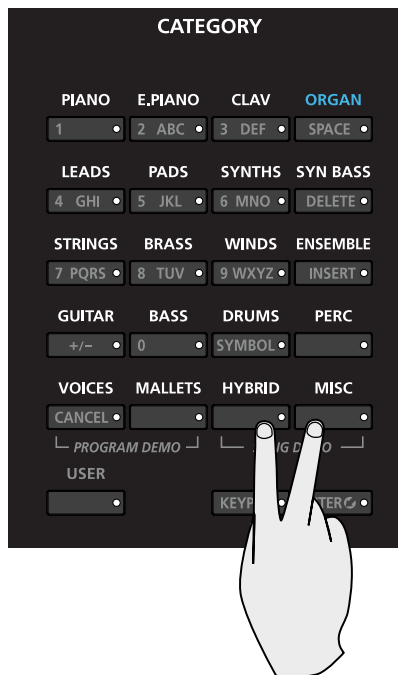 CATEGORY
PIANO E.PIANO CLAV ORGAN
1 2 ABC 3 DEF SPACE
LEADS PADS SYNTHS SYN BASS
4 GHI 5 JKL 6 MNO DELETE
STRINGS BRASS WINDS ENSEMBLE
7 PQRS 8 TUV 9 WXYZ INSERT
GUITAR BASS DRUMS PERC
+/− 0 SYMBOL
VOICES MALLETS HYBRID MISC
CANCEL
PROGRAM DEMO
USER